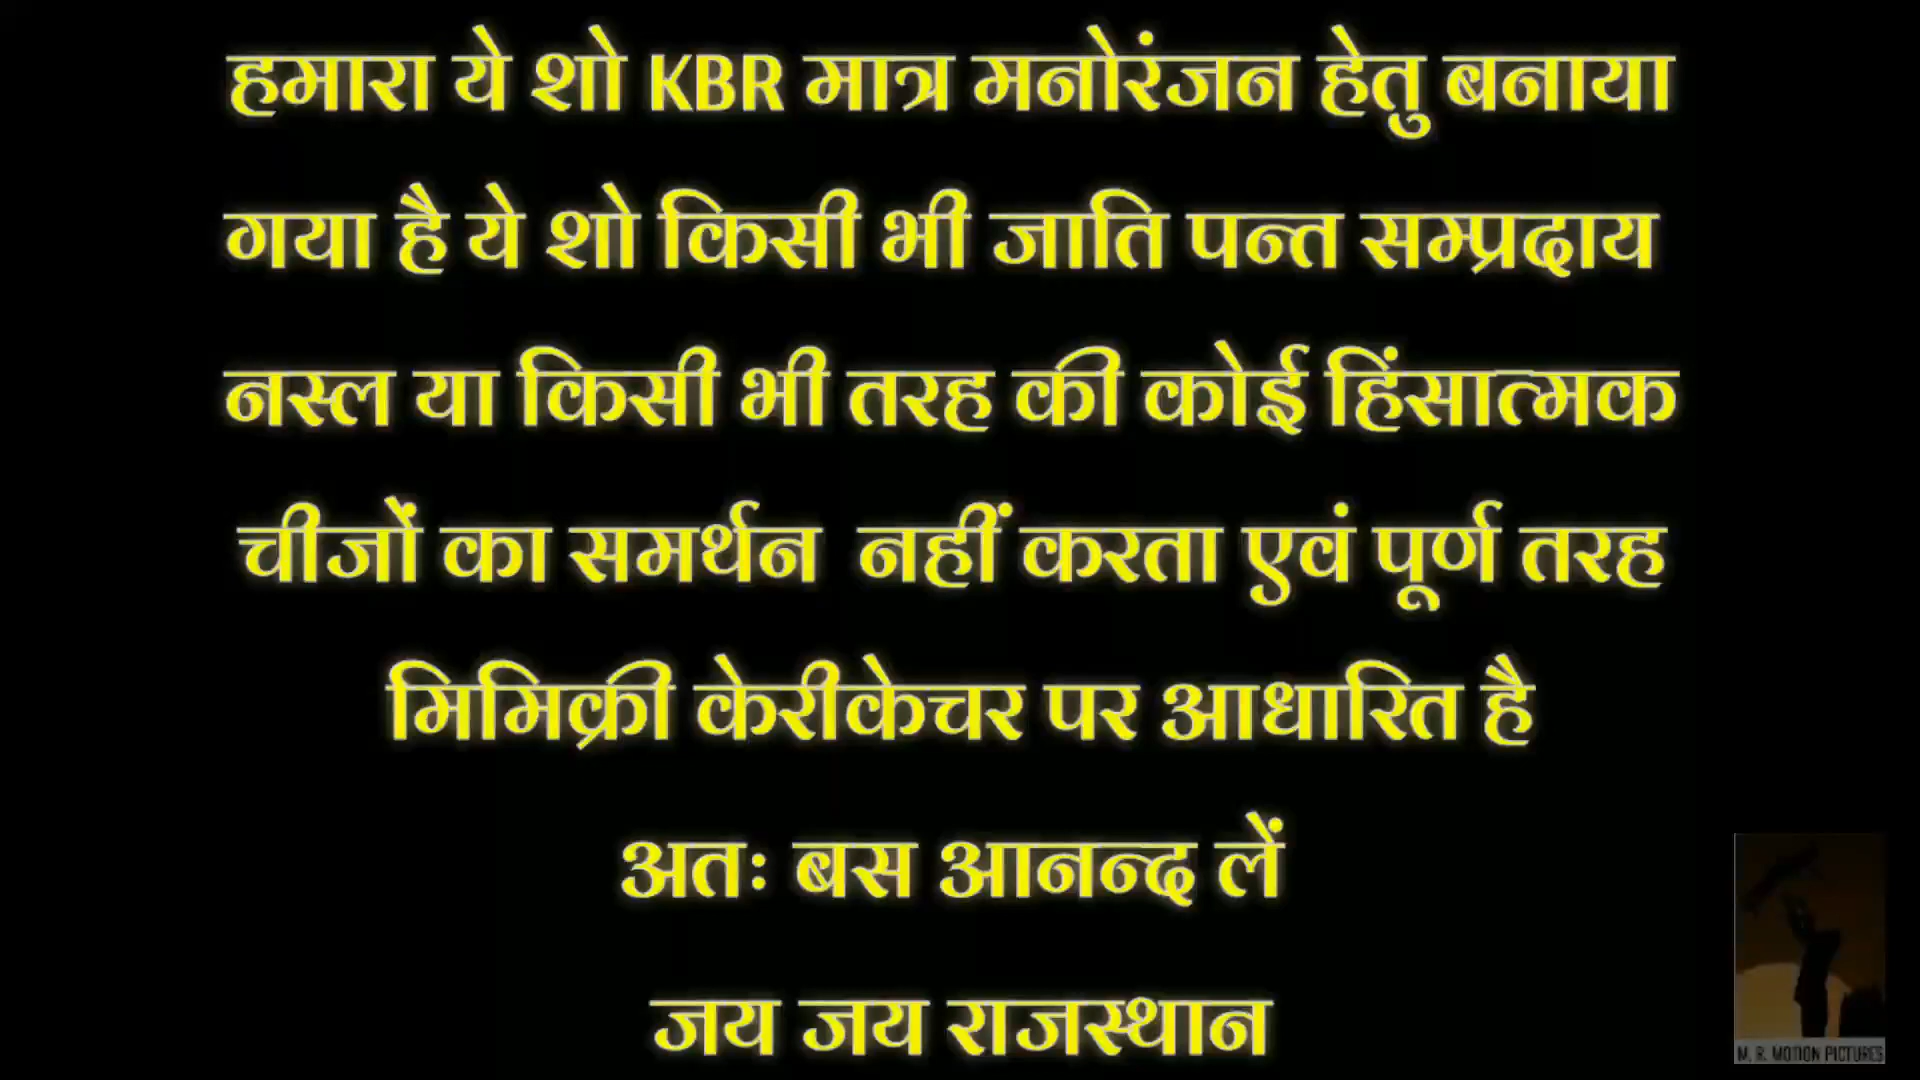 हमारा ये शो KBR मात्र मनोरंजन हेतु बनाया
गया है ये शो किसी भी जाति पन्त सम्प्रदाय
नस्ल या किसी भी तरह की कोई हिंसात्मक
चीजों का समर्थन नहीं करता एवं पूर्ण तरह
मिमिक्री केरीकेचर पर आधारित है
अतः बस आनन्द लें
जय जय राजस्थान
M. R. MOTION PICTURES